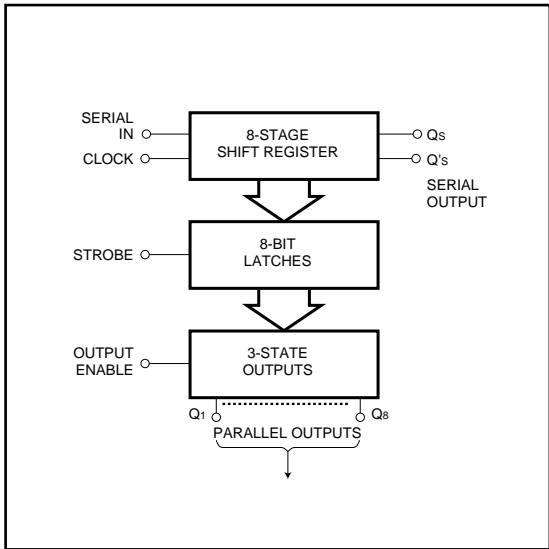 SERIAL
IN
8-STAGE
SHIFT REGISTER
QS
CLOCK
Q'S
SERIAL
OUTPUT
STROBE
8-BIT
LATCHES
OUTPUT
ENABLE
3-STATE
OUTPUTS
Q1
Q8
PARALLEL OUTPUTS